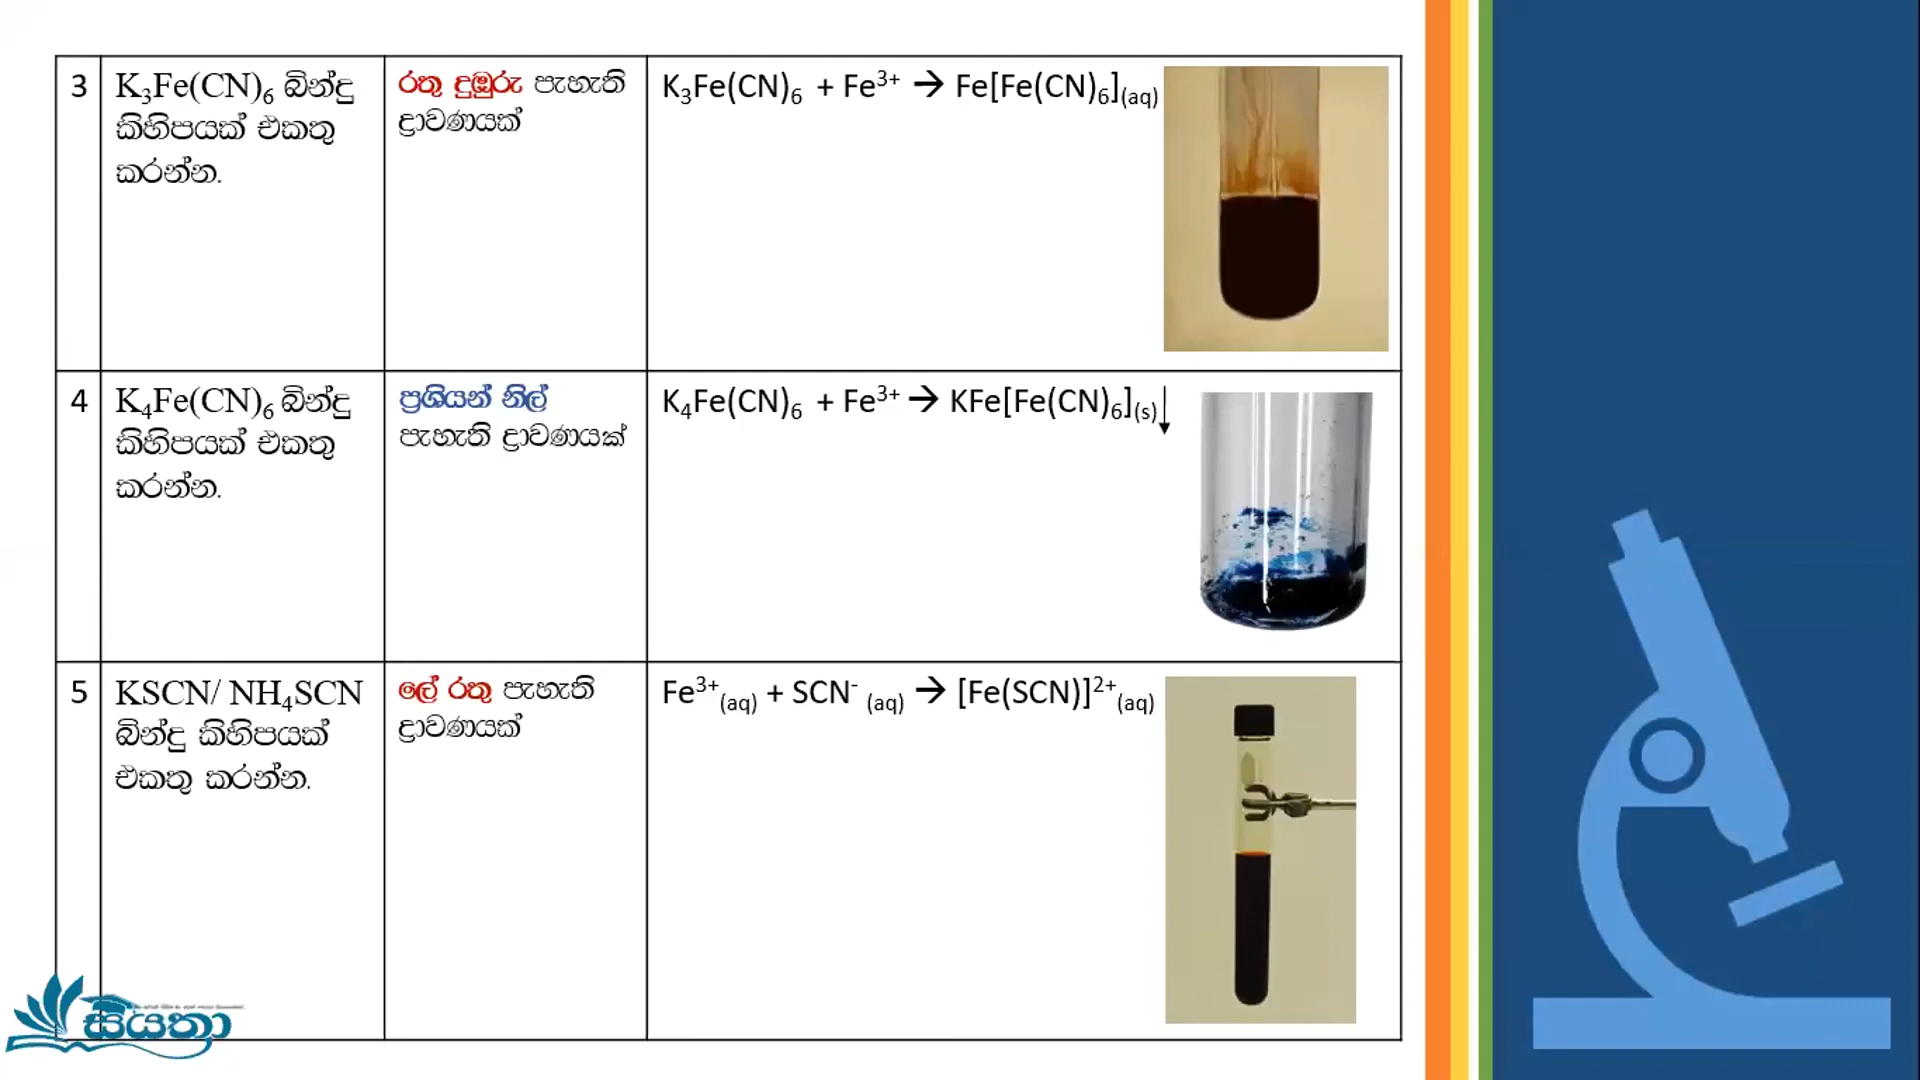 3
K₃Fe(CN)₆ බින්දු
කිහිපයක් එකතු
කරන්න.
රතු දුඹුරු පැහැති
ද්‍රාවණයක්
K₃Fe(CN)₆ + Fe³⁺ → Fe[Fe(CN)₆](aq)
4
K₄Fe(CN)₆ බින්දු
කිහිපයක් එකතු
කරන්න.
ප්‍රශියන් නිල්
පැහැති ද්‍රාවණයක්
K₄Fe(CN)₆ + Fe³⁺ → KFe[Fe(CN)₆](s)↓
5
KSCN/ NH₄SCN
බින්දු කිහිපයක්
එකතු කරන්න.
ලේ රතු පැහැති
ද්‍රාවණයක්
Fe³⁺(aq) + SCN⁻ (aq) → [Fe(SCN)]²⁺(aq)
සියත්‍රා